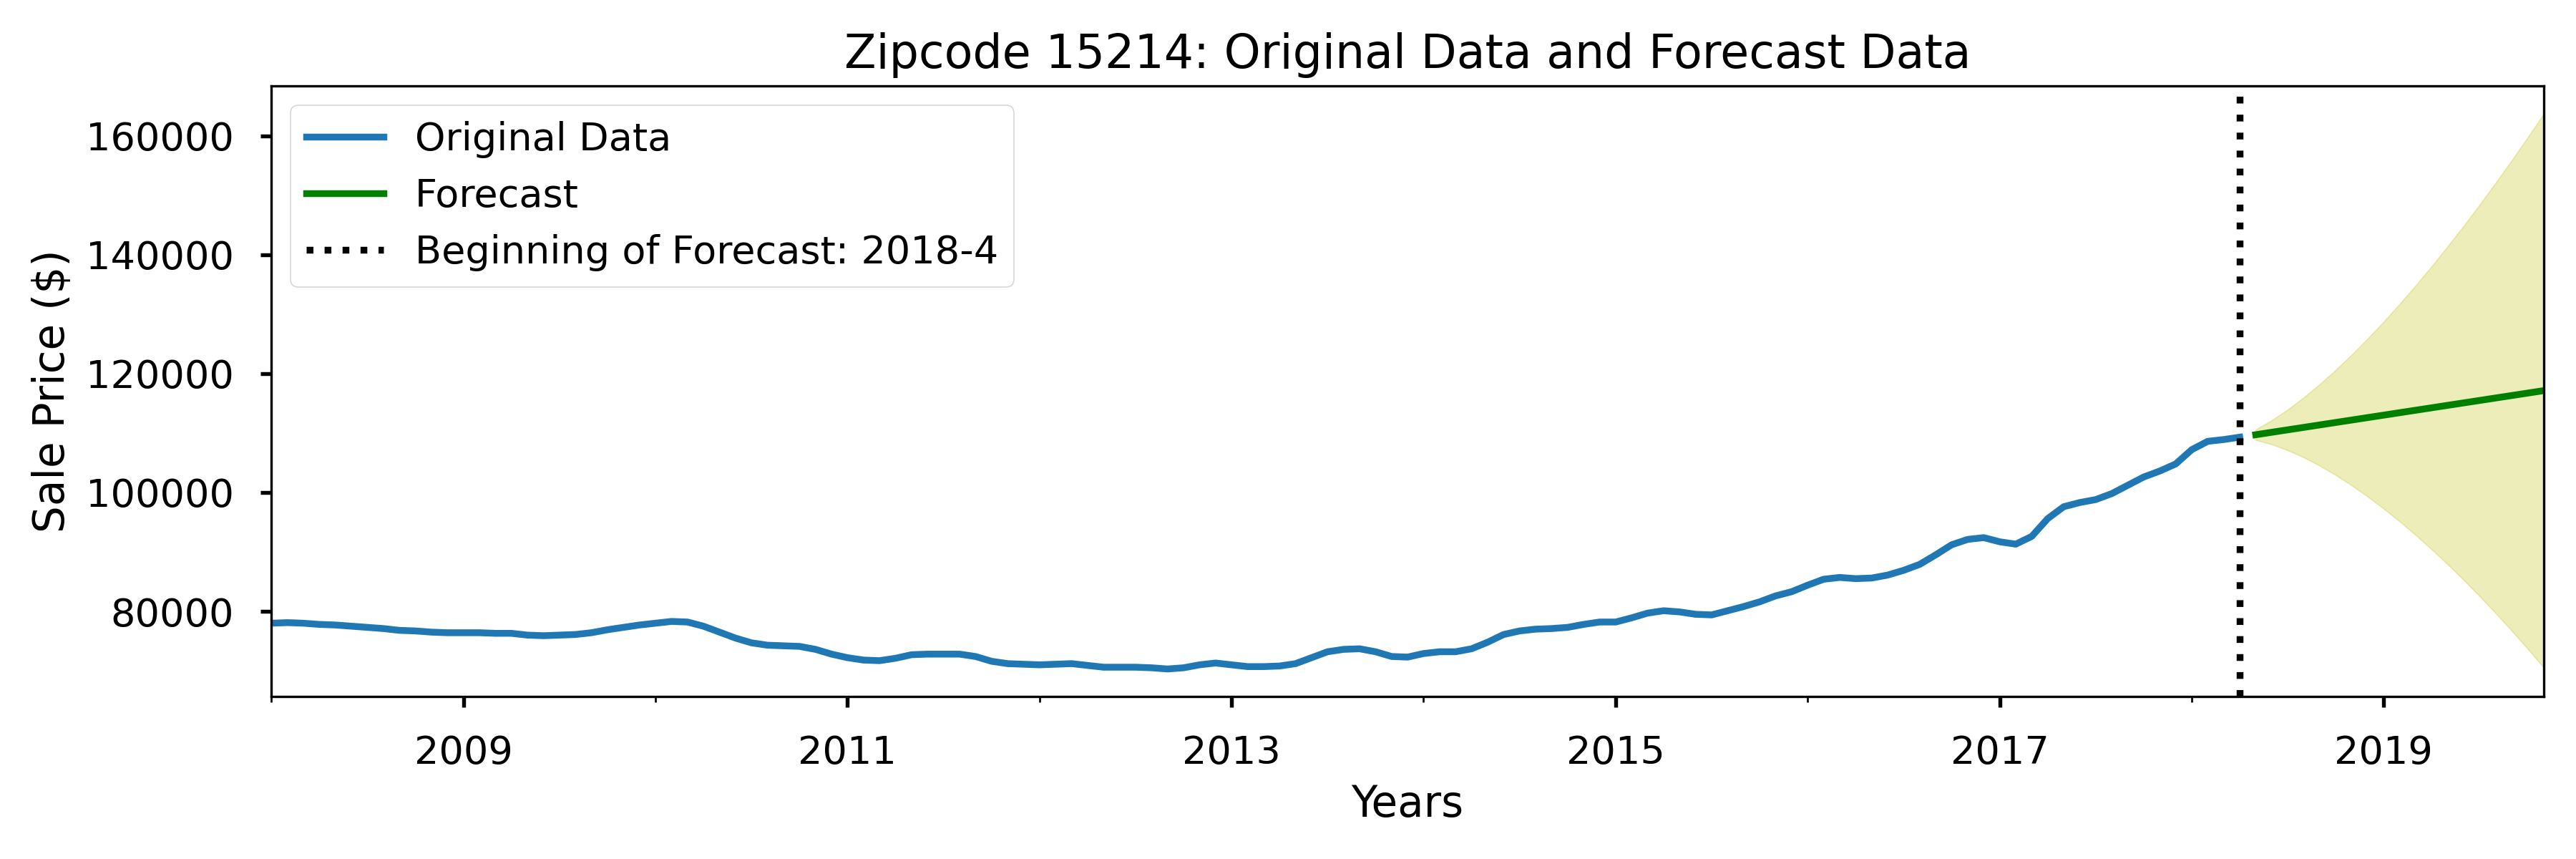 Zipcode 15214: Original Data and Forecast Data
Original Data
Forecast
Beginning of Forecast: 2018-4
Sale Price ($)
160000
140000
120000
100000
80000
2009 2011 2013 2015 2017 2019
Years